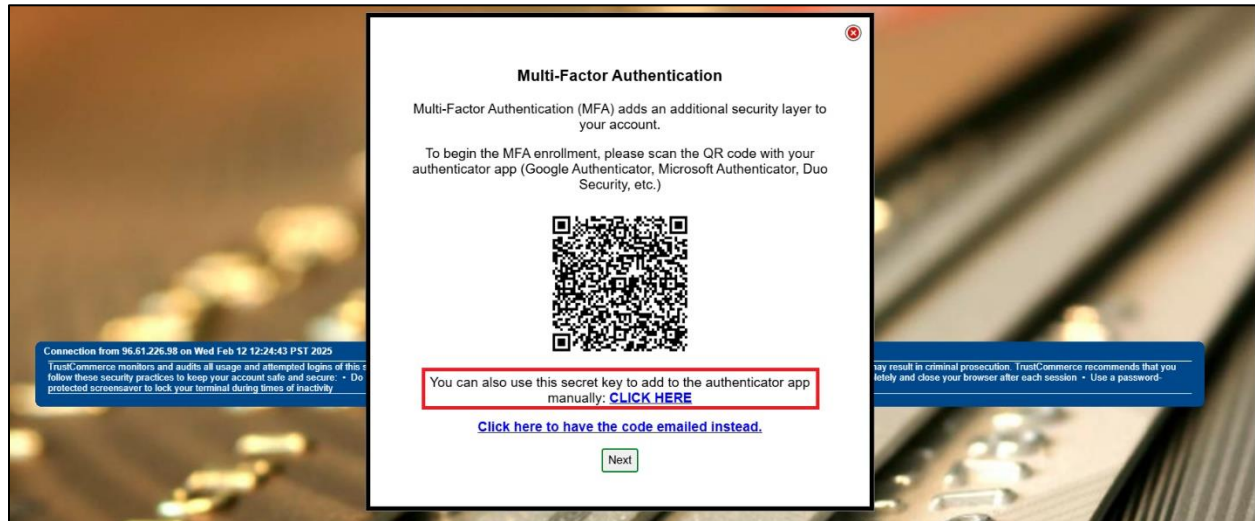 Multi-Factor Authentication
Multi-Factor Authentication (MFA) adds an additional security layer to
your account.
To begin the MFA enrollment, please scan the QR code with your
authenticator app (Google Authenticator, Microsoft Authenticator, Duo
Security, etc.)
Connection from 96.61.226.98 on Wed Feb 12 12:24:43 PST 2025
TrustCommerce monitors and audits all usage and attempted logins of this
may result in criminal prosecution. TrustCommerce recommends that you
follow these security practices to keep your account safe and secure: • Do
close your browser after each session • Use a password-
protected screensaver to lock your terminal during times of inactivity
You can also use this secret key to add to the authenticator app
manually: CLICK HERE
Click here to have the code emailed instead.
Next